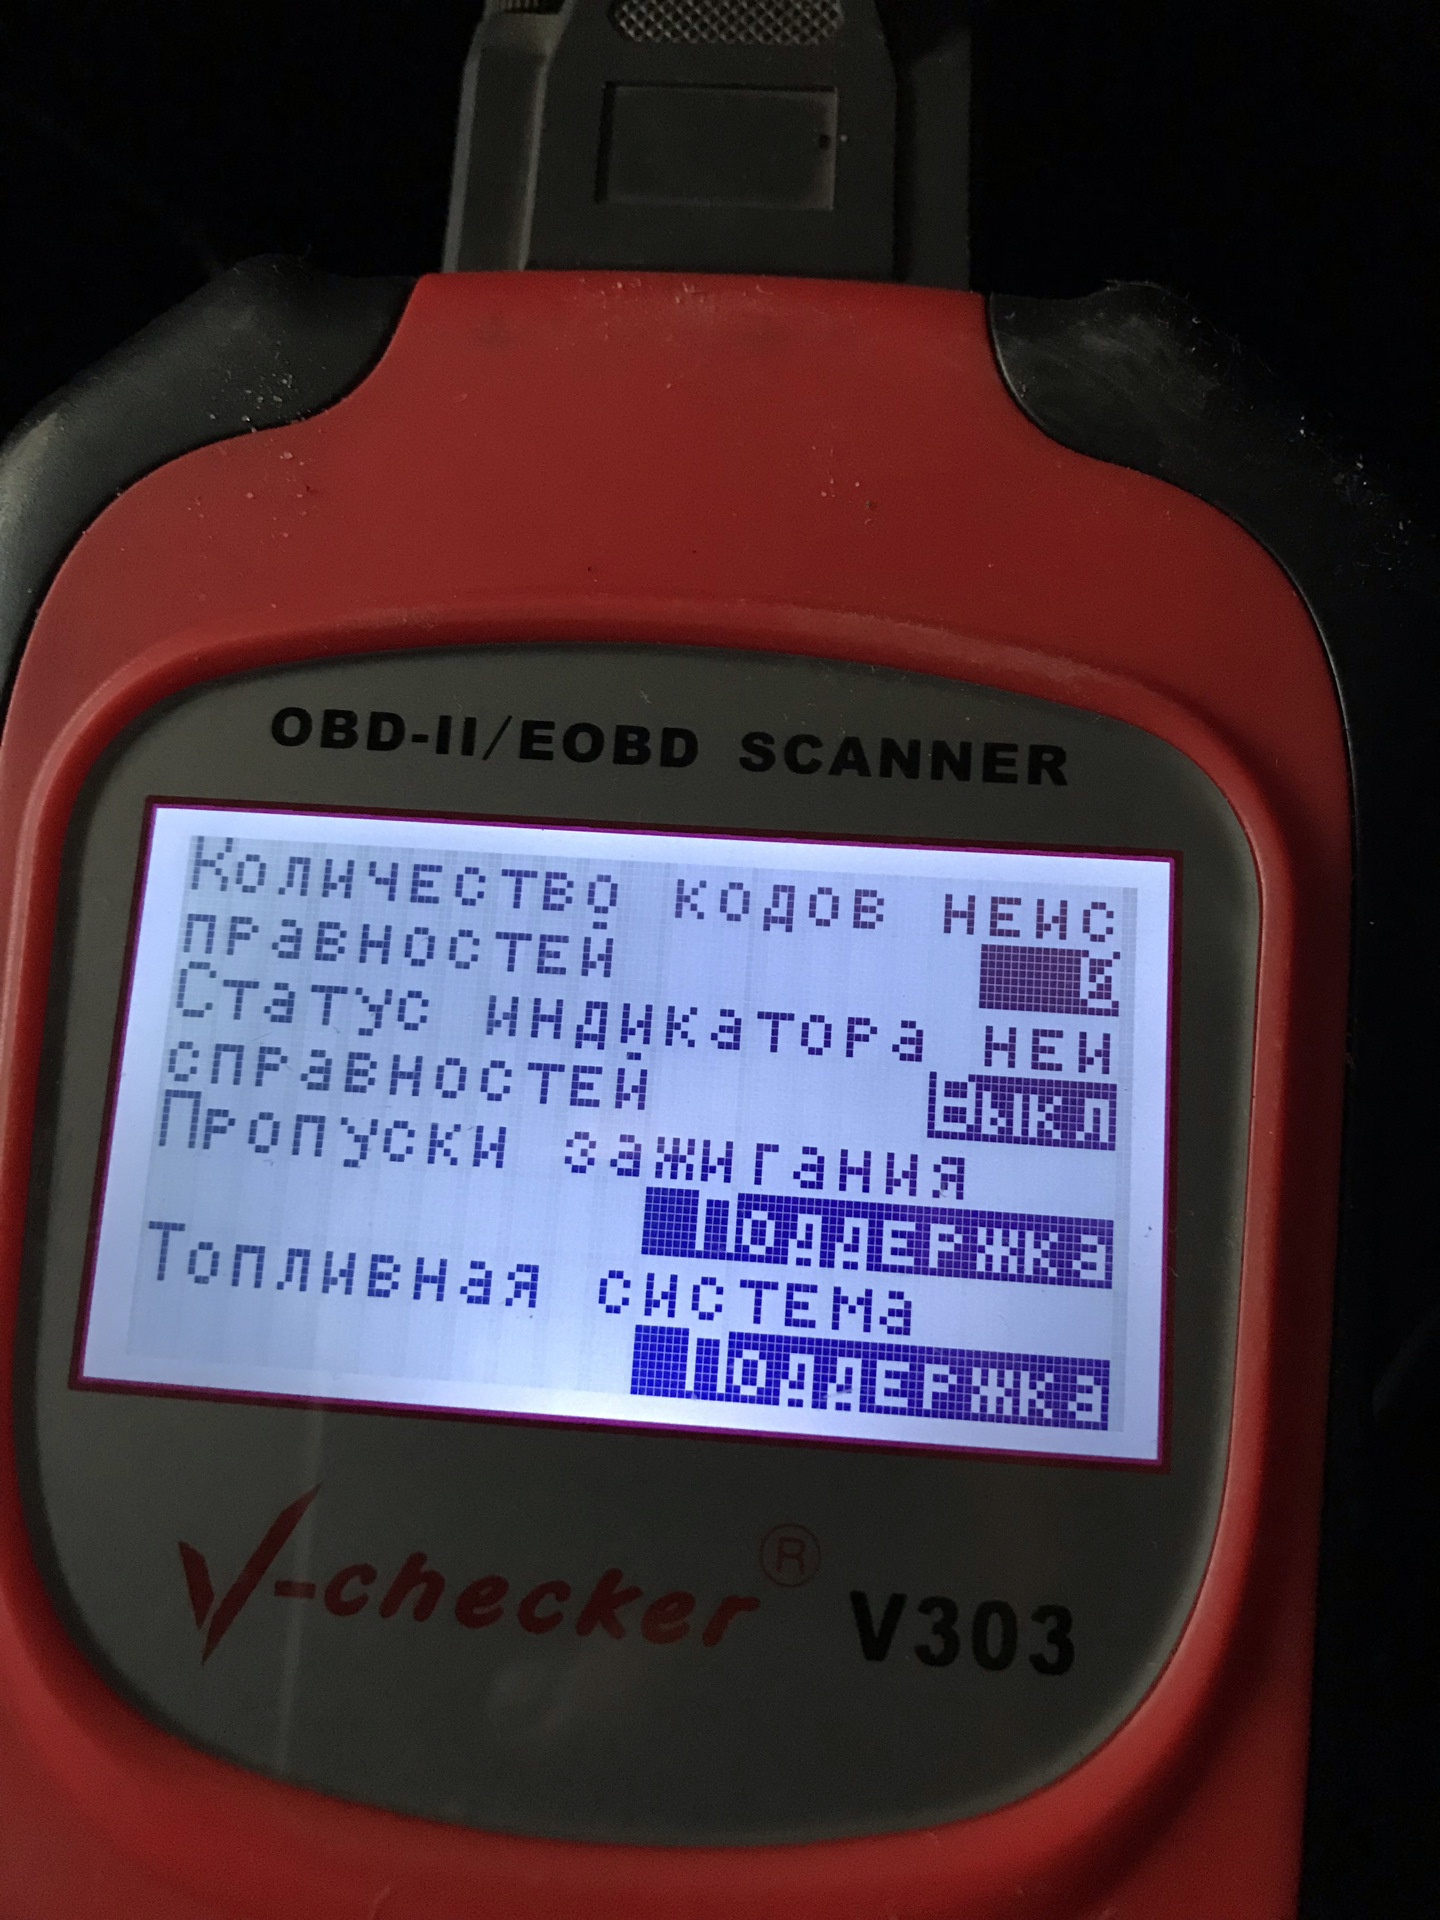 OBD-II/EOBD SCANNER
Количество кодов неис
правностей
Статус индикатора неи
справностей ВЫКЛ
Пропуски зажигания
Поддержка
Топливная система
Поддержка
V-checker® V303